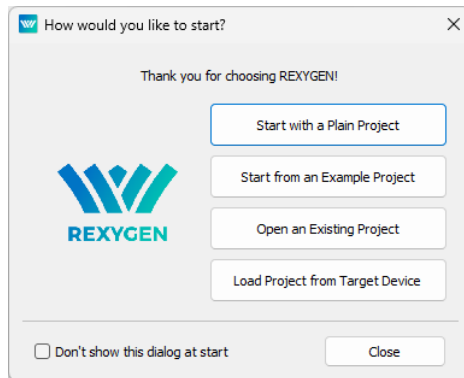 How would you like to start?
Thank you for choosing REXYGEN!
Start with a Plain Project
Start from an Example Project
REXYGEN
Open an Existing Project
Load Project from Target Device
Don't show this dialog at start
Close